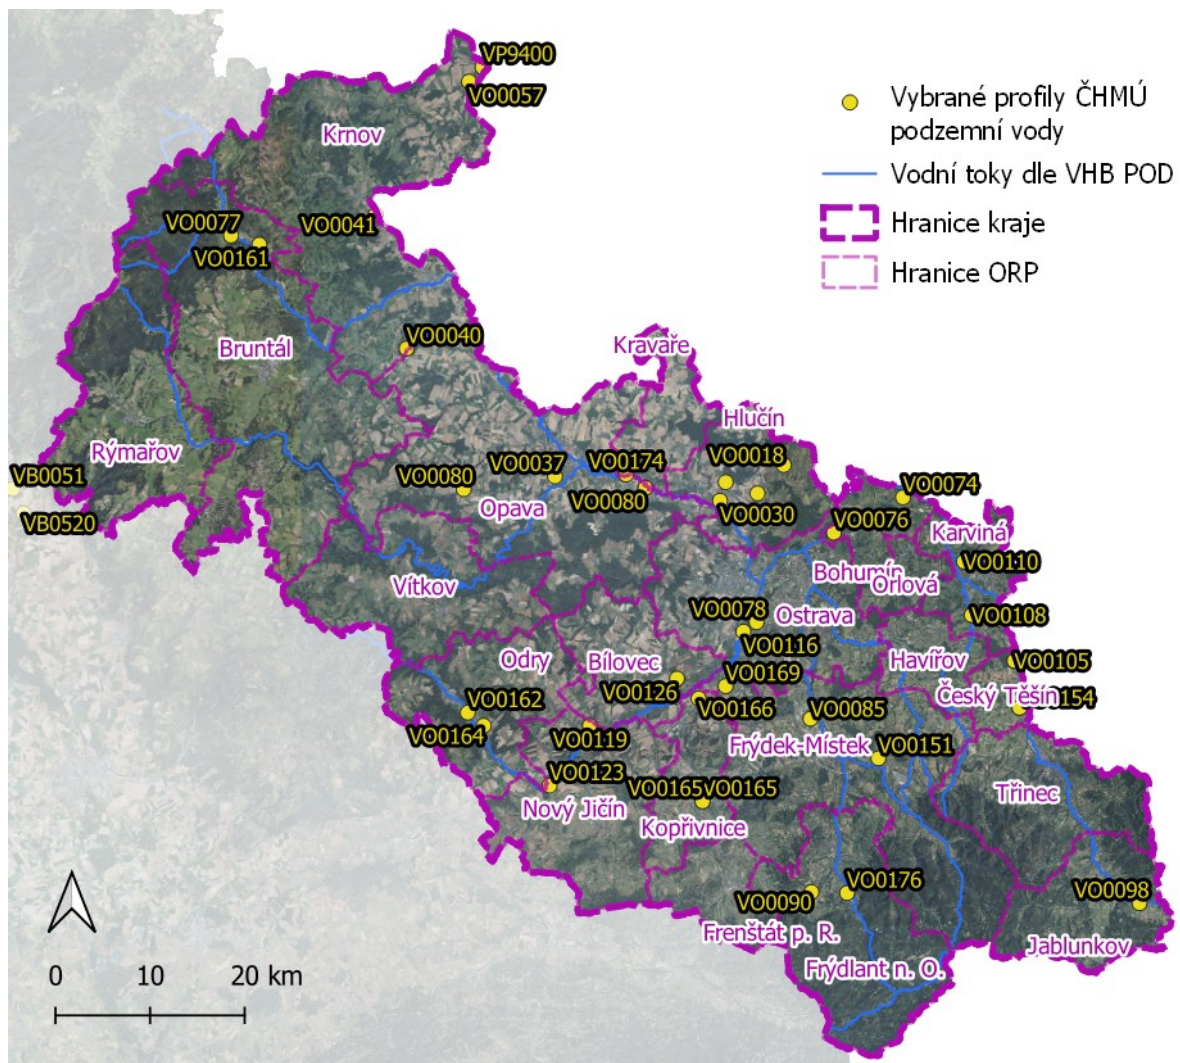 VP9400
VO0057
Krnov
Vybrané profily ČHMÚ
podzemní vody
Vodní toky dle VHB POD
Hranice kraje
Hranice ORP
VO0077
VO0041
VO0161
VO0040
Bruntál
Kravaře
Hlučín
Rýmařov
VB0051
VB0520
VO0080
VO0037
VO0174
VO0018
Opava
VO0080
VO0030
VO0074
VO0076
Karviná
VO0110
Bohumín
Orlová
Vítkov
VO0078
Ostrava
VO0108
VO0116
Odry
Bílovec
Havířov
VO0105
VO0126
VO0169
VO0166
Český Těšín
0154
VO0162
VO0164
VO0119
VO0085
Frýdek-Místek
VO0151
VO0123
VO0165
VO0165
Nový Jičín
Kopřivnice
Třinec
VO0176
VO0090
VO0098
Frenštát p. R.
Jablunkov
Frýdlant n. O.
0 10 20 km